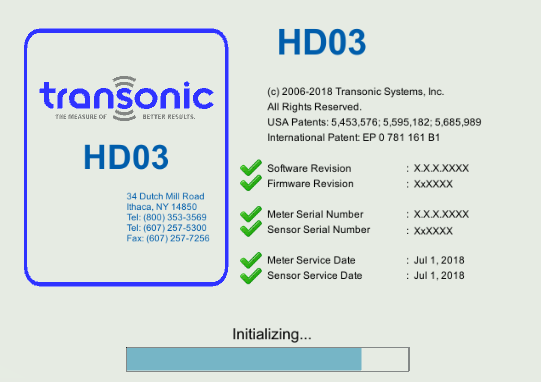 transonic
THE MEASURE OF BETTER RESULTS.
HD03
34 Dutch Mill Road
Ithaca, NY 14850
Tel: (800) 353-3569
Tel: (607) 257-5300
Fax: (607) 257-7256
HD03
(c) 2006-2018 Transonic Systems, Inc.
All Rights Reserved.
USA Patents: 5,453,576; 5,595,182; 5,685,989
International Patent: EP 0 781 161 B1
Software Revision : X.X.X.XXXX
Firmware Revision : XxXXXX
Meter Serial Number : X.X.X.XXXX
Sensor Serial Number : XxXXXX
Meter Service Date : Jul 1, 2018
Sensor Service Date : Jul 1, 2018
Initializing...